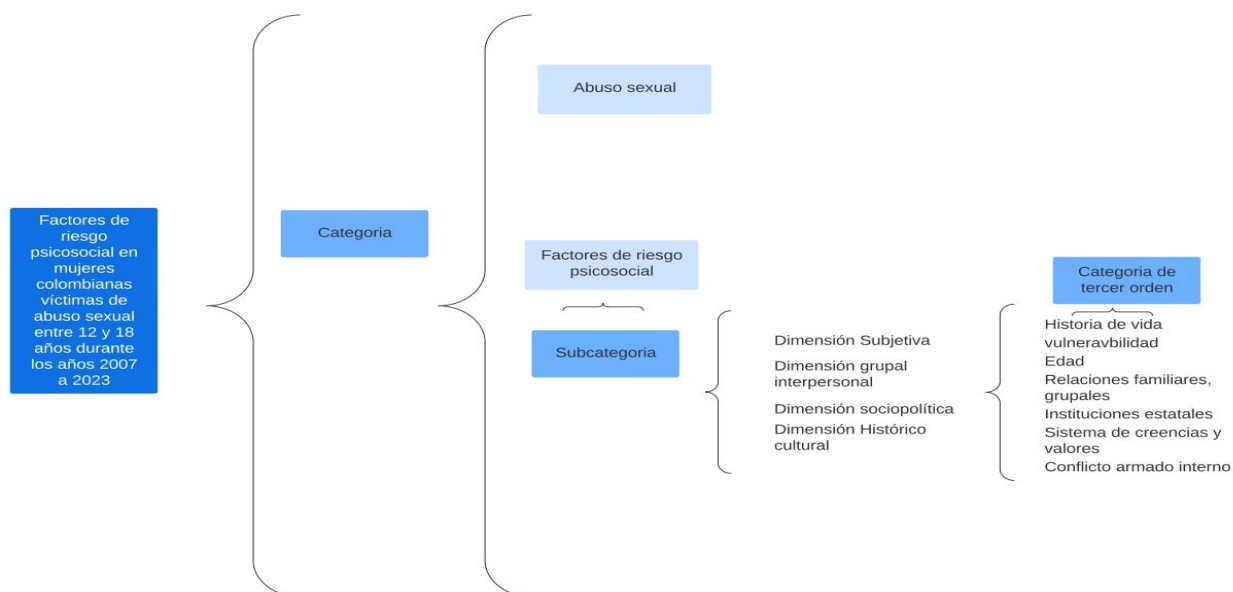 Factores de
riesgo
psicosocial en
mujeres
colombianas
víctimas de
abuso sexual
entre 12 y 18
años durante
los años 2007
a 2023
Categoria
Abuso sexual
Factores de riesgo
psicosocial
Subcategoria
Dimensión Subjetiva
Dimensión grupal
interpersonal
Dimensión sociopolítica
Dimensión Histórico
cultural
Categoria de
tercer orden
Historia de vida
vulneravbilidad
Edad
Relaciones familiares,
grupales
Instituciones estatales
Sistema de creencias y
valores
Conflicto armado interno